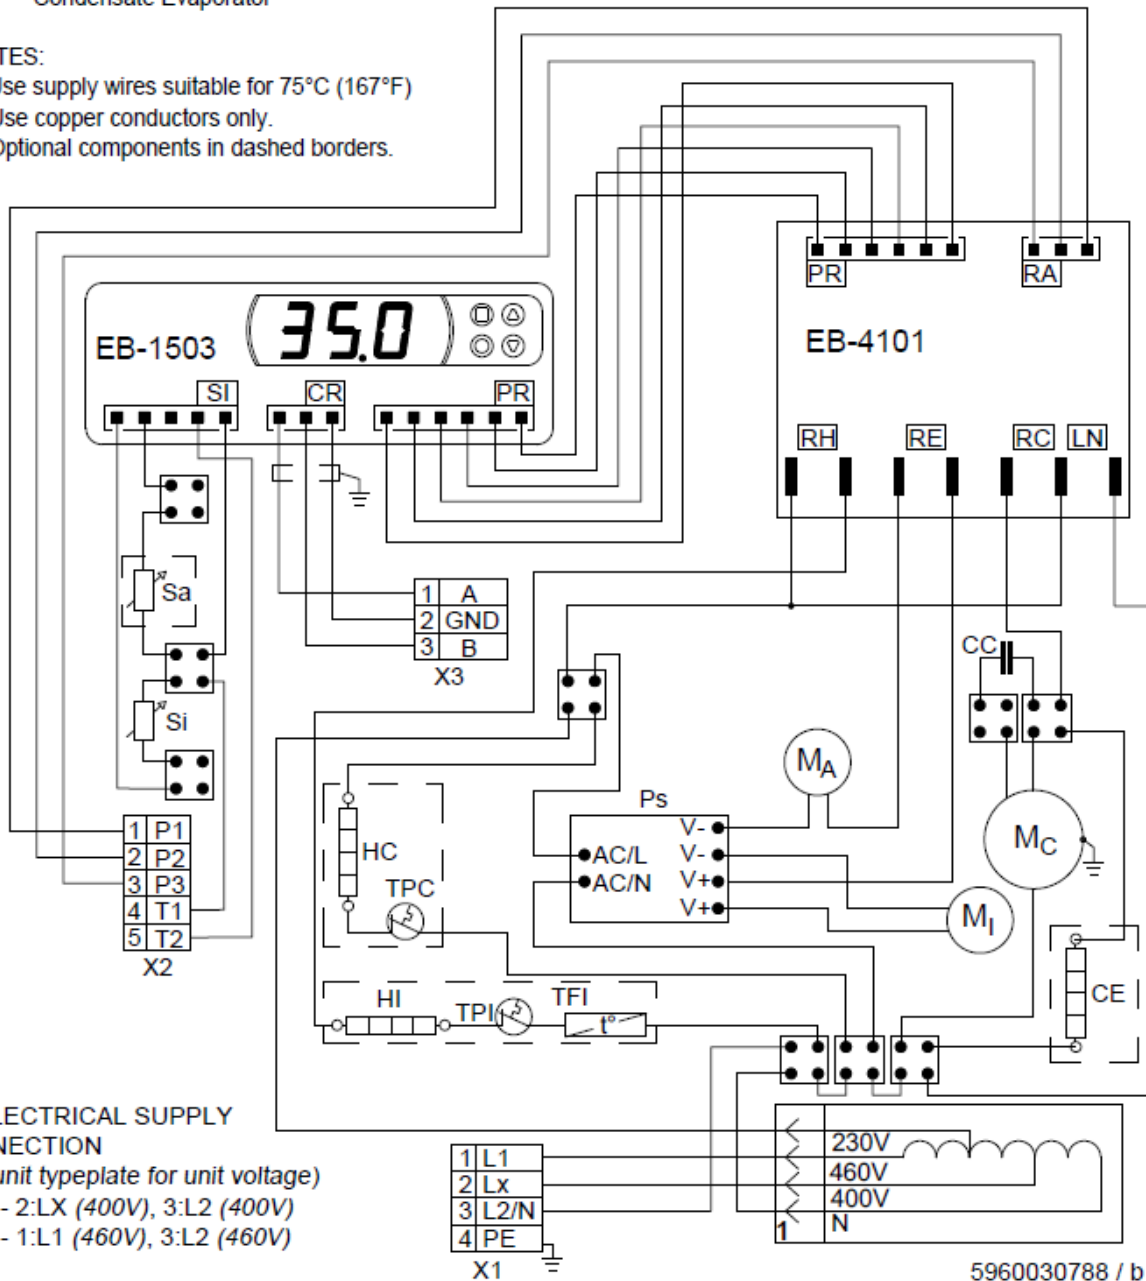 Condensate Evaporator
TES:
Use supply wires suitable for 75°C (167°F)
Use copper conductors only.
Optional components in dashed borders.
PR
RA
EB-4101
EB-1503
35.0
SI
CR
PR
RH
RE
RC
LN
Sa
1 A
2 GND
3 B
X3
CC
Si
MA
Ps
V-
V-
V+
V+
AC/L
AC/N
MC
MI
1 P1
2 P2
3 P3
4 T1
5 T2
X2
HC
TPC
HI
TPI
TFI
t°
CE
LECTRICAL SUPPLY
NECTION
unit typeplate for unit voltage)
- 2:LX (400V), 3:L2 (400V)
- 1:L1 (460V), 3:L2 (460V)
1 L1
2 Lx
3 L2/N
4 PE
X1
230V
460V
400V
N
1
5960030788 / b